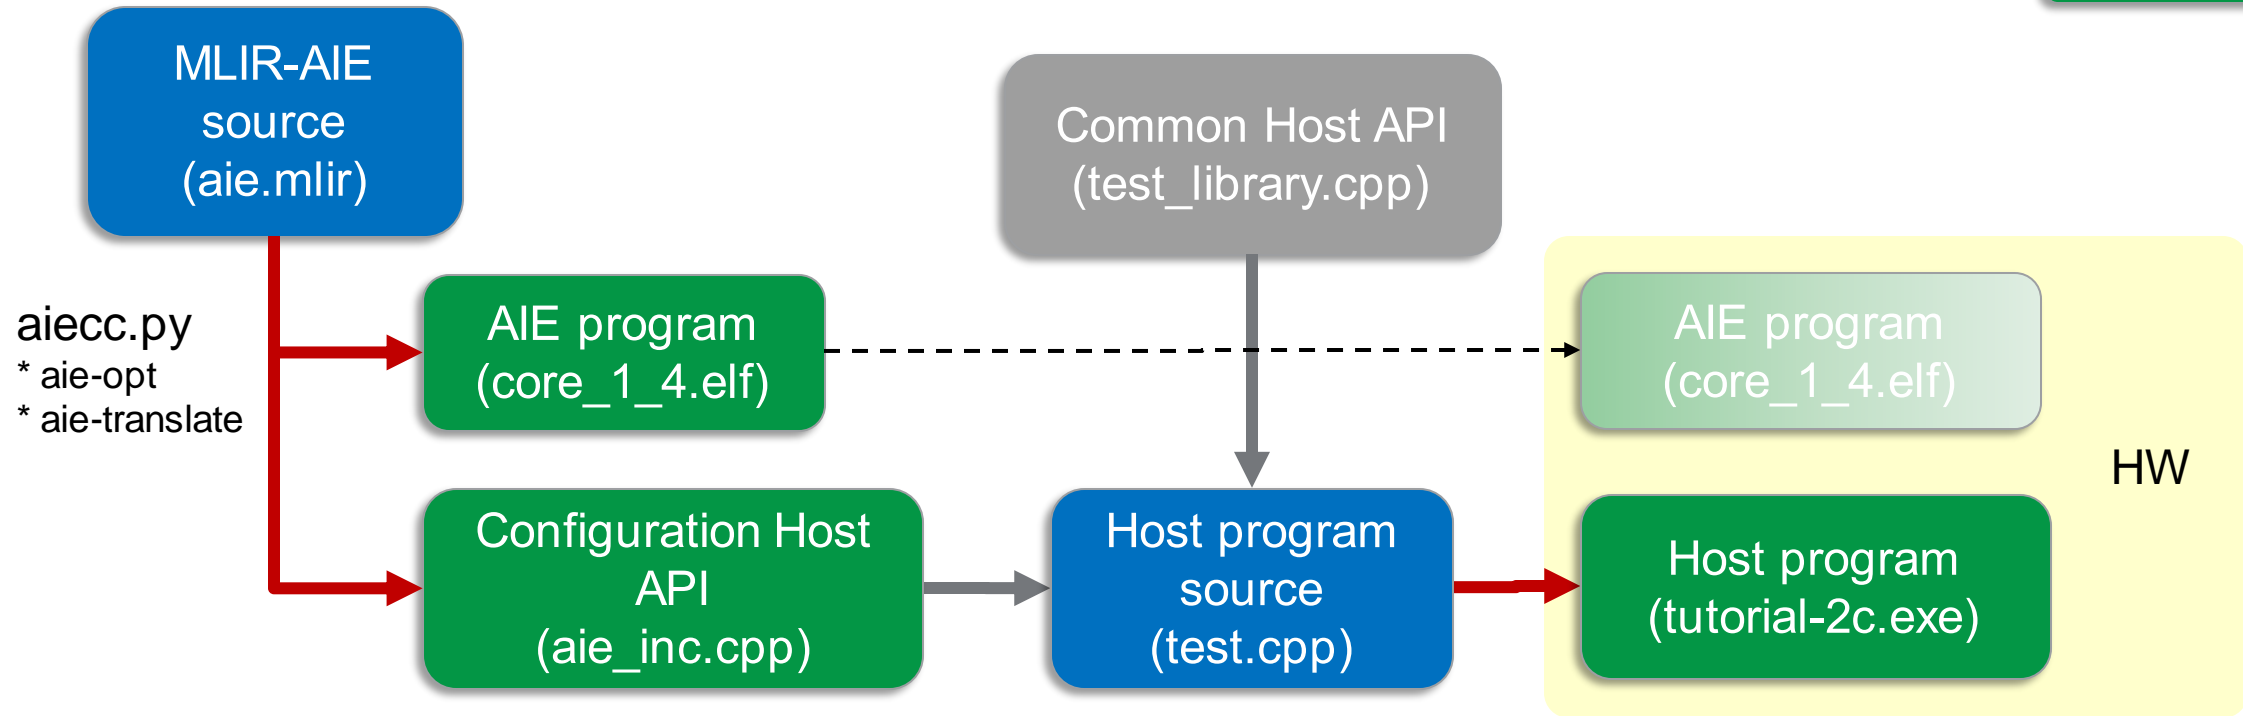 MLIR-AIE
source
(aie.mlir)
Common Host API
(test_library.cpp)
aiecc.py
* aie-opt
* aie-translate
AIE program
(core_1_4.elf)
AIE program
(core_1_4.elf)
HW
Configuration Host
API
(aie_inc.cpp)
Host program
source
(test.cpp)
Host program
(tutorial-2c.exe)